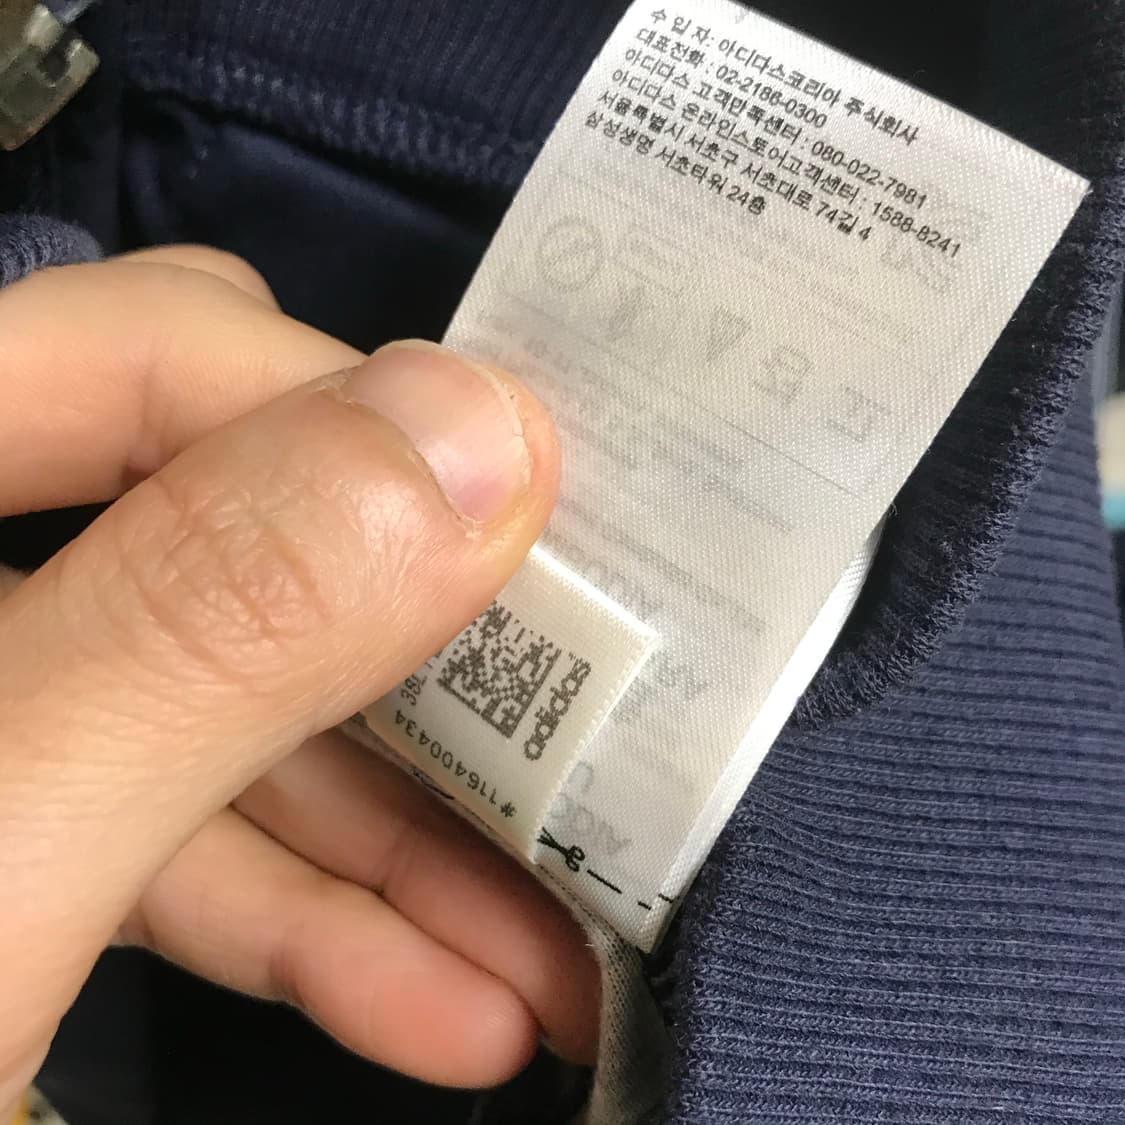 수 입 자: 아디다스코리아 주식회사
대표전화 : 02-2186-0300
아디다스 고객만족센터 : 080-022-7981
아디다스 온라인스토어고객센터 : 1588-8241
서울특별시 서초구 서초대로 74길 4
삼성생명 서초타워 24층
adidas
#116400434